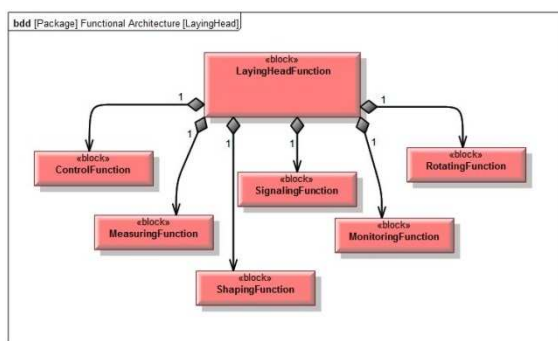 bdd [Package] Functional Architecture [LayingHead]
«block»
LayingHeadFunction
1
1
1
1
1
1
«block»
ControlFunction
«block»
RotatingFunction
«block»
SignalingFunction
«block»
MeasuringFunction
«block»
MonitoringFunction
«block»
ShapingFunction